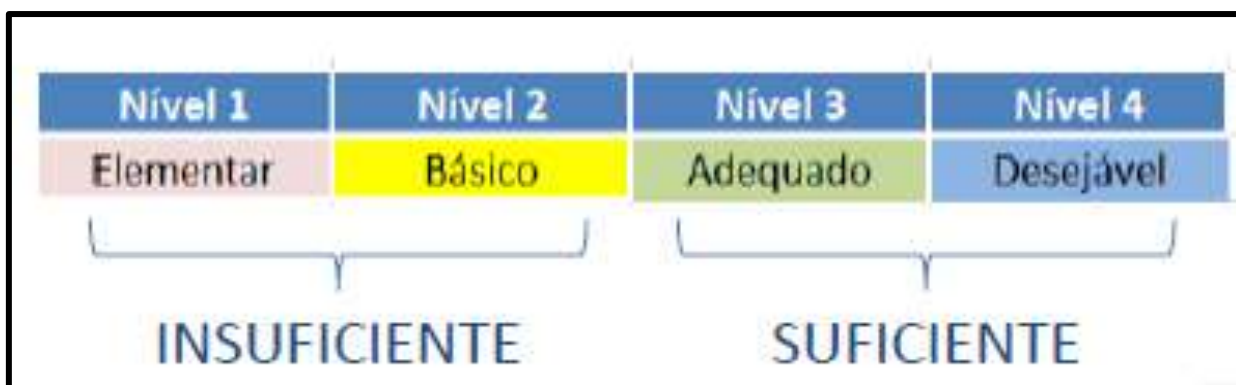 Nível 1 Nível 2 Nível 3 Nível 4
Elementar Básico Adequado Desejável
INSUFICIENTE SUFICIENTE